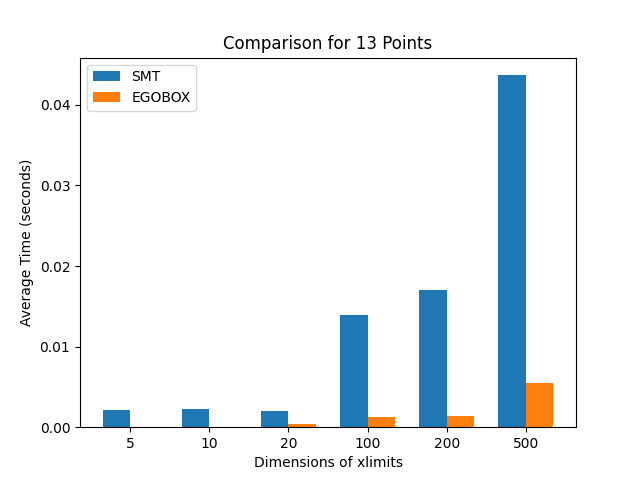 Comparison for 13 Points
SMT
EGOBOX
Average Time (seconds)
0.04
0.03
0.02
0.01
0.00
5 10 20 100 200 500
Dimensions of xlimits